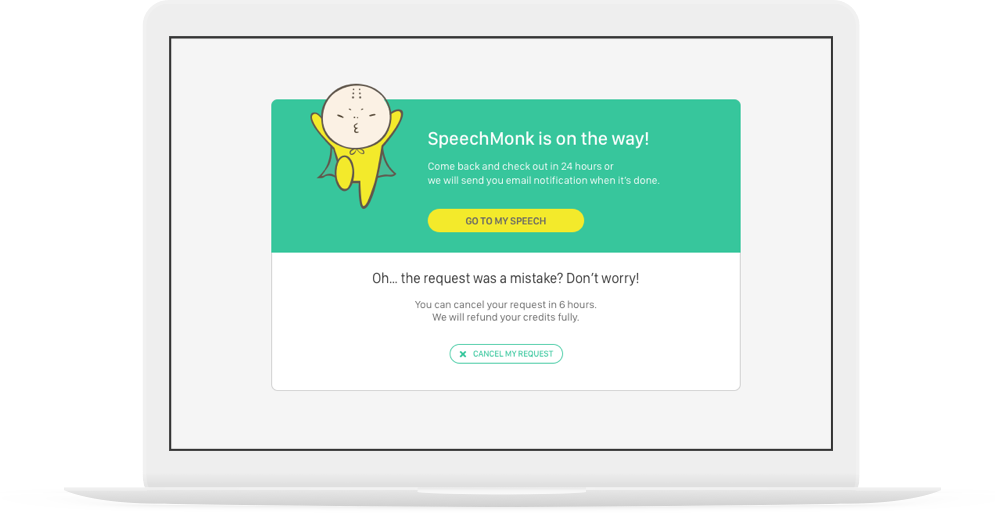 SpeechMonk is on the way!
Come back and check out in 24 hours or
we will send you email notification when it's done.
GO TO MY SPEECH
Oh... the request was a mistake? Don't worry!
You can cancel your request in 6 hours.
We will refund your credits fully.
CANCEL MY REQUEST